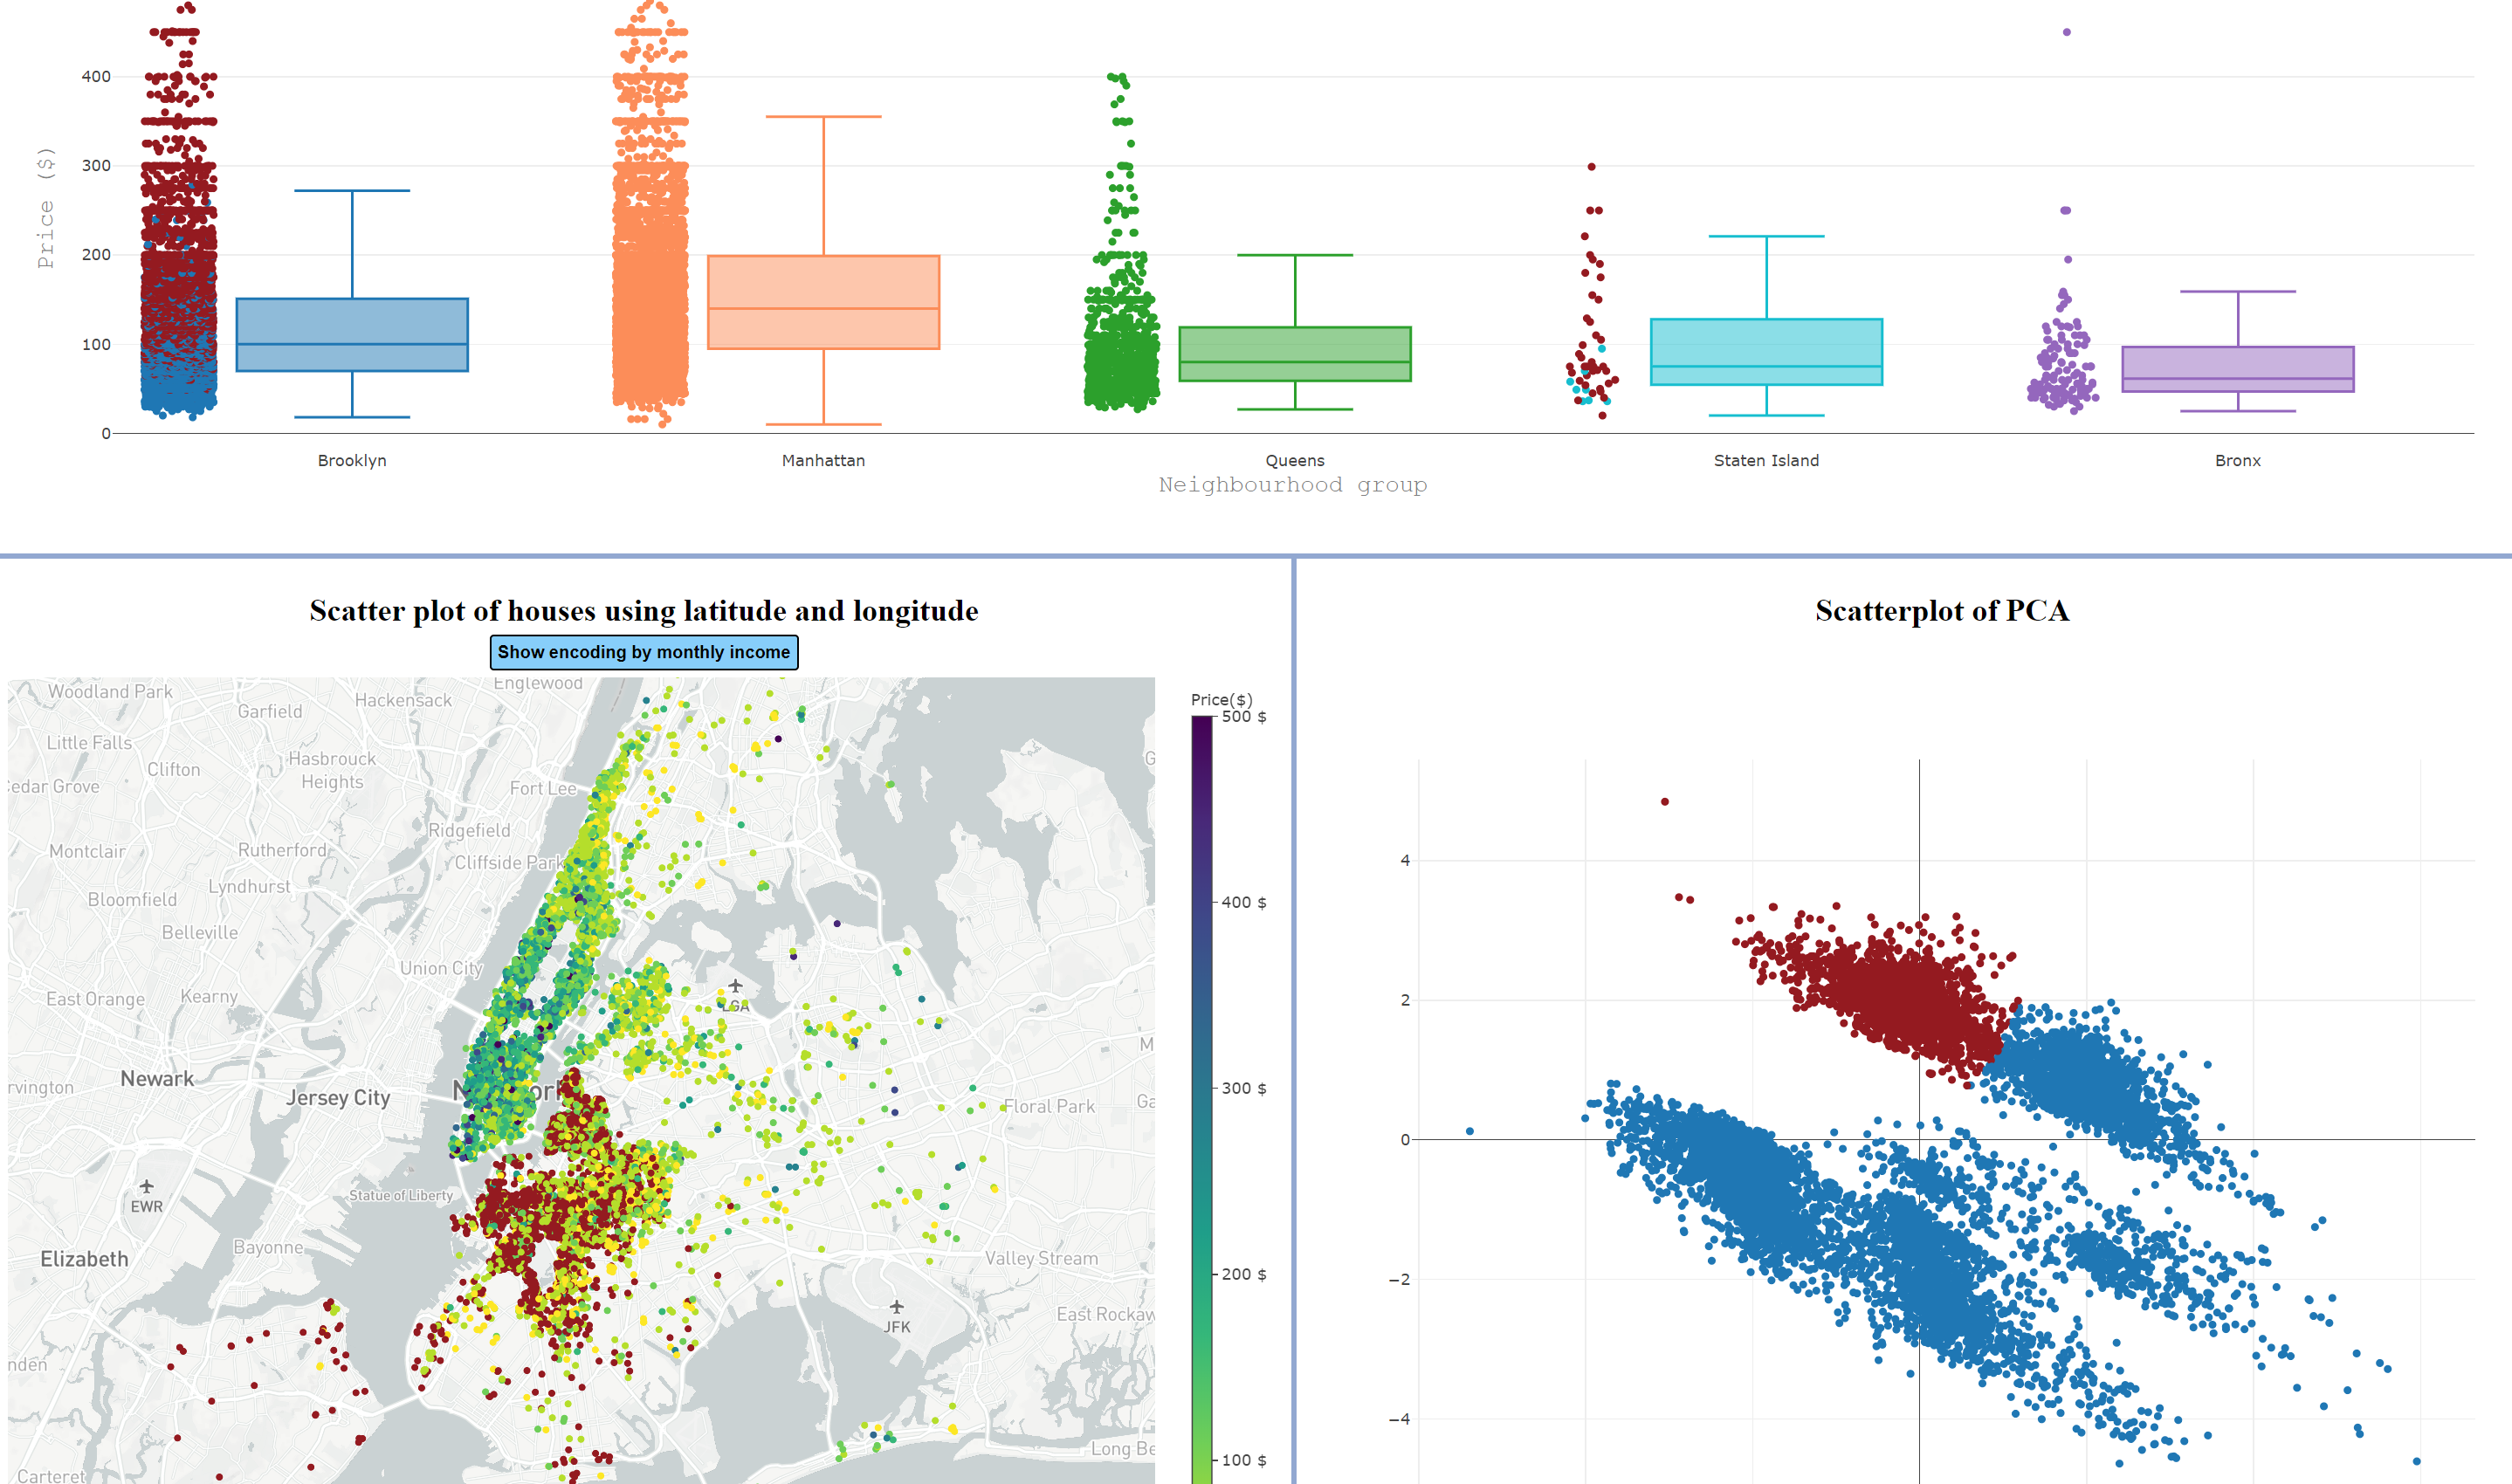 400
300
200
100
0
Price ($)
Brooklyn
Manhattan
Queens
Staten Island
Bronx
Neighbourhood group
Scatter plot of houses using latitude and longitude
Show encoding by monthly income
Scatterplot of PCA
Englewood
Woodland Park
Hackensack
Garfield
Little Falls
Hasbrouck
Heights
Clifton
edar Grove
Fort Lee
Ridgefield
Montclair
Rutherford
Cliffside Park
Lyndhurst
Bloomfield
Belleville
Union City
East Orange
Kearny
LGA
Newark
rvington
Jersey City
Floral Park
Statue of Liberty
EWR
Elizabeth
Bayonne
Valley Stream
JFK
East Rockaw
nden
Long Be
Carteret
Price($)
500 $
400 $
300 $
200 $
100 $
4
2
0
−2
−4